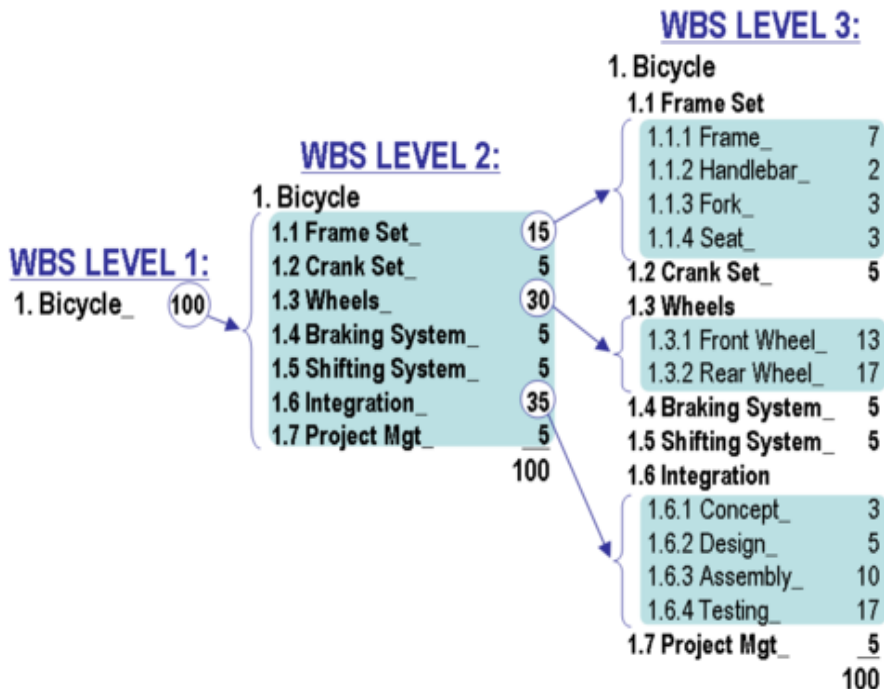 WBS LEVEL 1:
1. Bicycle_ 100
WBS LEVEL 2:
1. Bicycle
1.1 Frame Set_ 15
1.2 Crank Set_ 5
1.3 Wheels_ 30
1.4 Braking System_ 5
1.5 Shifting System_ 5
1.6 Integration_ 35
1.7 Project Mgt_ 5
100
WBS LEVEL 3:
1. Bicycle
1.1 Frame Set
1.1.1 Frame_ 7
1.1.2 Handlebar_ 2
1.1.3 Fork_ 3
1.1.4 Seat_ 3
1.2 Crank Set_ 5
1.3 Wheels
1.3.1 Front Wheel_ 13
1.3.2 Rear Wheel_ 17
1.4 Braking System_ 5
1.5 Shifting System_ 5
1.6 Integration
1.6.1 Concept_ 3
1.6.2 Design_ 5
1.6.3 Assembly_ 10
1.6.4 Testing_ 17
1.7 Project Mgt_ 5
100